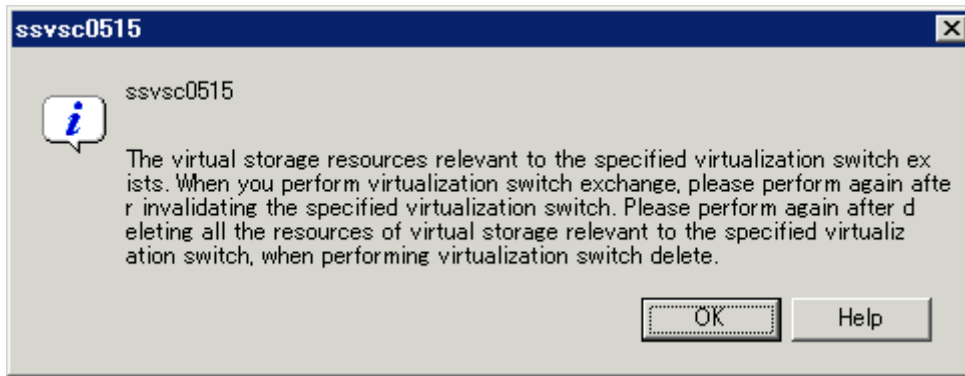 ssvsc0515
ssvsc0515
The virtual storage resources relevant to the specified virtualization switch ex
ists. When you perform virtualization switch exchange, please perform again afte
r invalidating the specified virtualization switch. Please perform again after d
eleting all the resources of virtual storage relevant to the specified virtualiz
ation switch, when performing virtualization switch delete.
OK Help